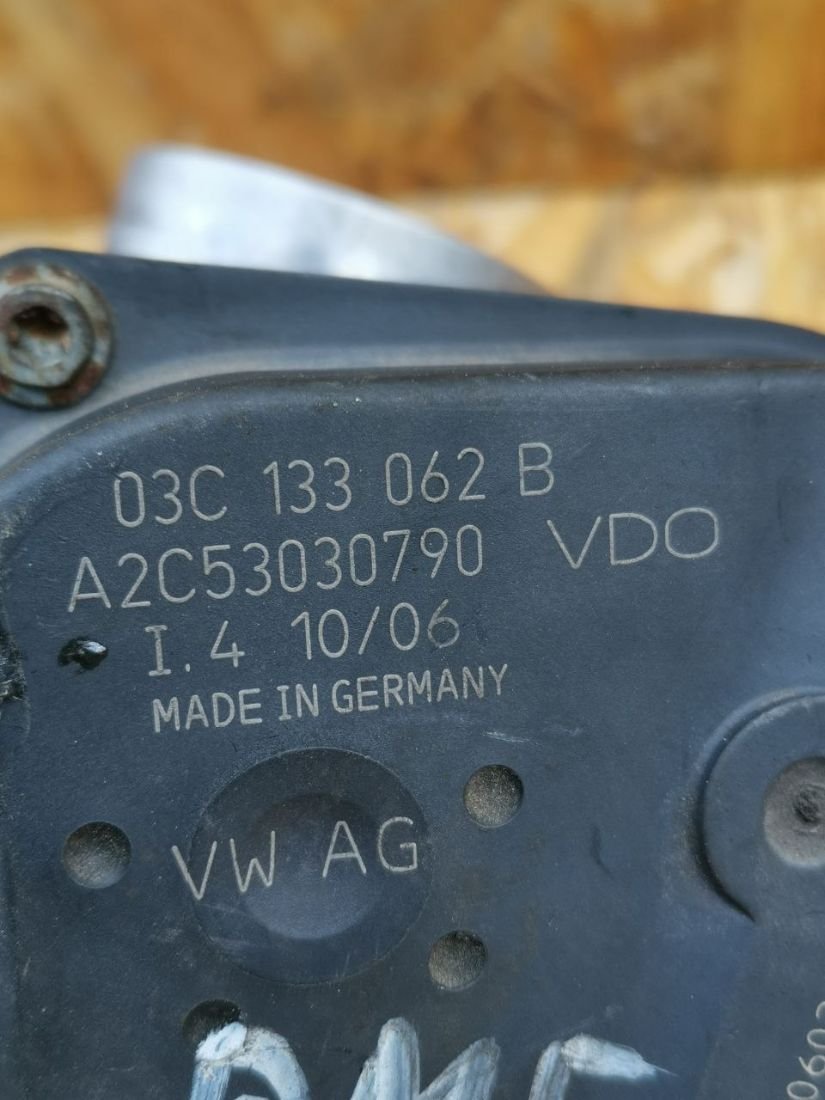 03C 133 062 B
A2C53030790 VDO
I.4 10/06
MADE IN GERMANY
VW AG